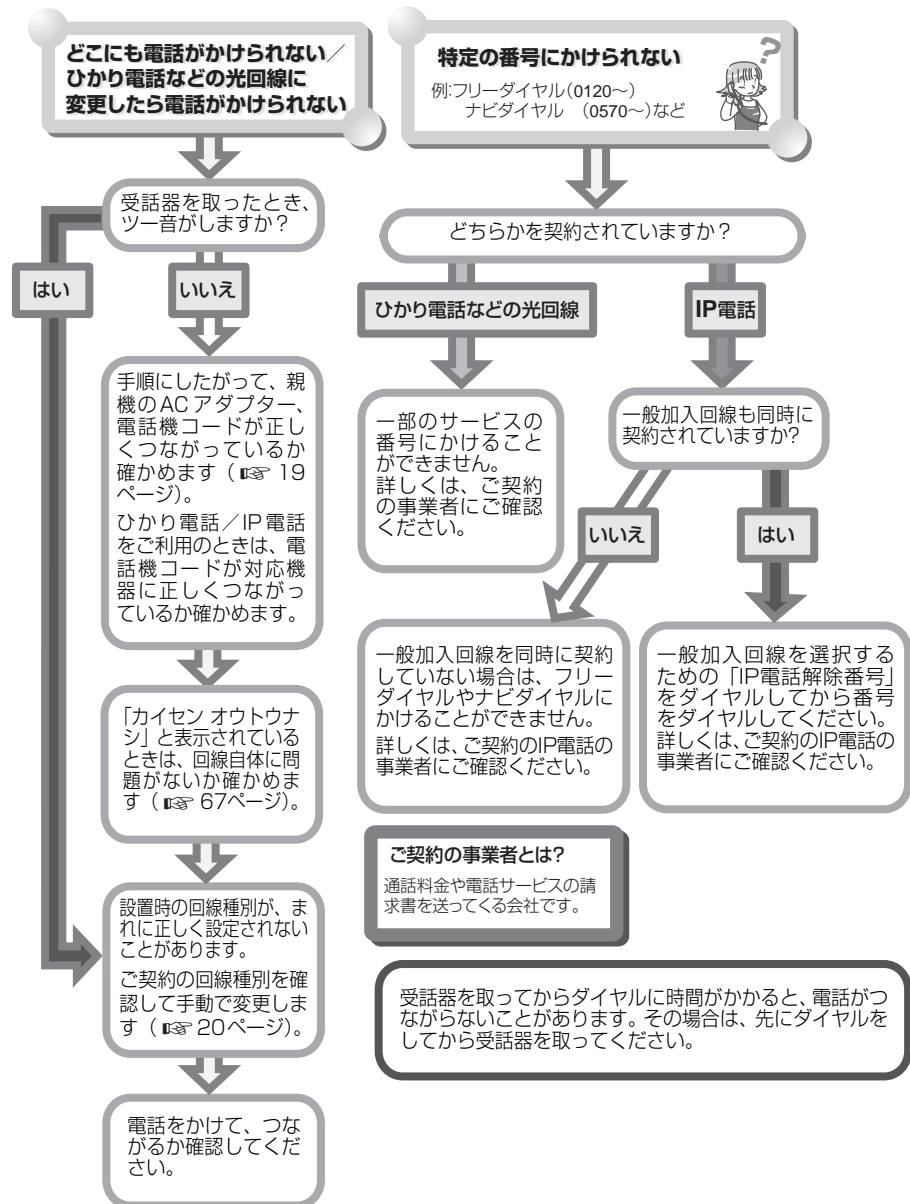 どこにも電話がかけられない／
ひかり電話などの光回線に
変更したら電話がかけられない
受話器を取ったとき、
ツー音がしますか？
はい
いいえ
手順にしたがって、親
機のACアダプター、
電話機コードが正し
くつながっているか
確かめます（☞ 19
ページ）。
ひかり電話／IP電話
をご利用のときは、電
話機コードが対応機
器に正しくつながっ
ているか確かめます。
「カイセン オウトウナ
シ」と表示されている
ときは、回線自体に問
題がないか確かめま
す（☞ 67ページ）。
設置時の回線種別が、ま
れに正しく設定されない
ことがあります。
ご契約の回線種別を確
認して手動で変更しま
す（☞ 20ページ）。
電話をかけて、つな
がるか確認してくだ
さい。
特定の番号にかけられない
例:フリーダイヤル（0120～）
ナビダイヤル （0570～）など
?
どちらかを契約されていますか？
ひかり電話などの光回線
IP電話
一部のサービスの
番号にかけること
ができません。
詳しくは、ご契約
の事業者にご確認
ください。
一般加入回線も同時に
契約されていますか?
いいえ
はい
一般加入回線を同時に契約
していない場合は、フリー
ダイヤルやナビダイヤルに
かけることができません。
詳しくは、ご契約のIP電話の
事業者にご確認ください。
一般加入回線を選択する
ための「IP電話解除番号」
をダイヤルしてから番号
をダイヤルしてください。
詳しくは、ご契約のIP電話の
事業者にご確認ください。
ご契約の事業者とは?
通話料金や電話サービスの請
求書を送ってくる会社です。
受話器を取ってからダイヤルに時間がかかると、電話がつ
ながらないことがあります。その場合は、先にダイヤルを
してから受話器を取ってください。